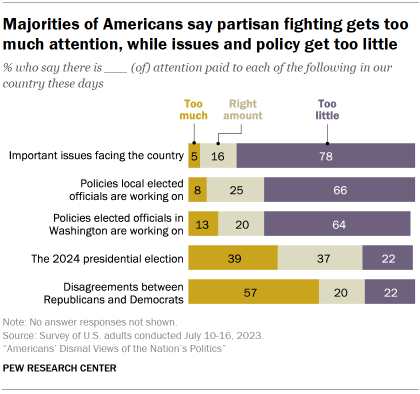 Majorities of Americans say partisan fighting gets too
much attention, while issues and policy get too little
% who say there is ___ (of) attention paid to each of the following in our
country these days
Too much Right amount Too little
Important issues facing the country 5 16 78
Policies local elected
officials are working on 8 25 66
Policies elected officials in
Washington are working on 13 20 64
The 2024 presidential election 39 37 22
Disagreements between
Republicans and Democrats 57 20 22
Note: No answer responses not shown.
Source: Survey of U.S. adults conducted July 10-16, 2023.
"Americans' Dismal Views of the Nation's Politics"
PEW RESEARCH CENTER